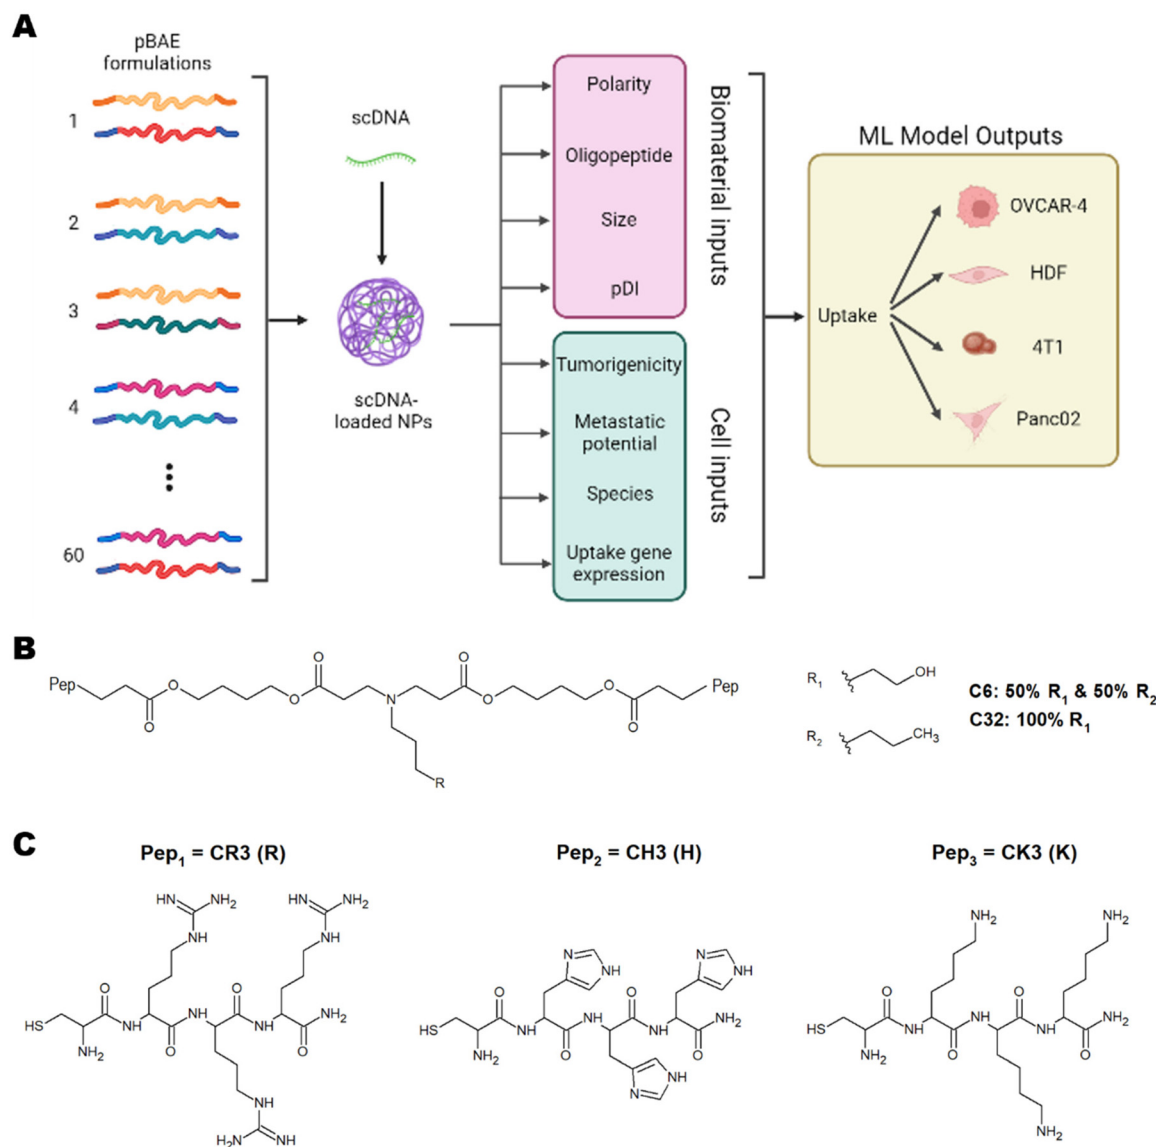 A
pBAE
formulations
1
2
3
4
60
scDNA
scDNA-
loaded NPs
Polarity
Oligopeptide
Size
pDI
Biomaterial inputs
Tumorigenicity
Metastatic
potential
Species
Uptake gene
expression
Cell inputs
ML Model Outputs
Uptake
OVCAR-4
HDF
4T1
Panc02
B
Pep
O
O
O
O
N
R
O
O
O
O
Pep
R₁
OH
R₂
CH₃
C6: 50% R₁ & 50% R₂
C32: 100% R₁
C
Pep₁ = CR3 (R)
HN NH₂ HN NH₂
NH NH
O O
HS NH NH NH NH₂
NH₂ O O
HN
H₂N NH
Pep₂ = CH3 (H)
N NH N NH
O O
HS NH NH NH NH₂
NH₂ O O
N NH
Pep₃ = CK3 (K)
NH₂ NH₂
O O
HS NH NH NH NH₂
NH₂ O O
NH₂